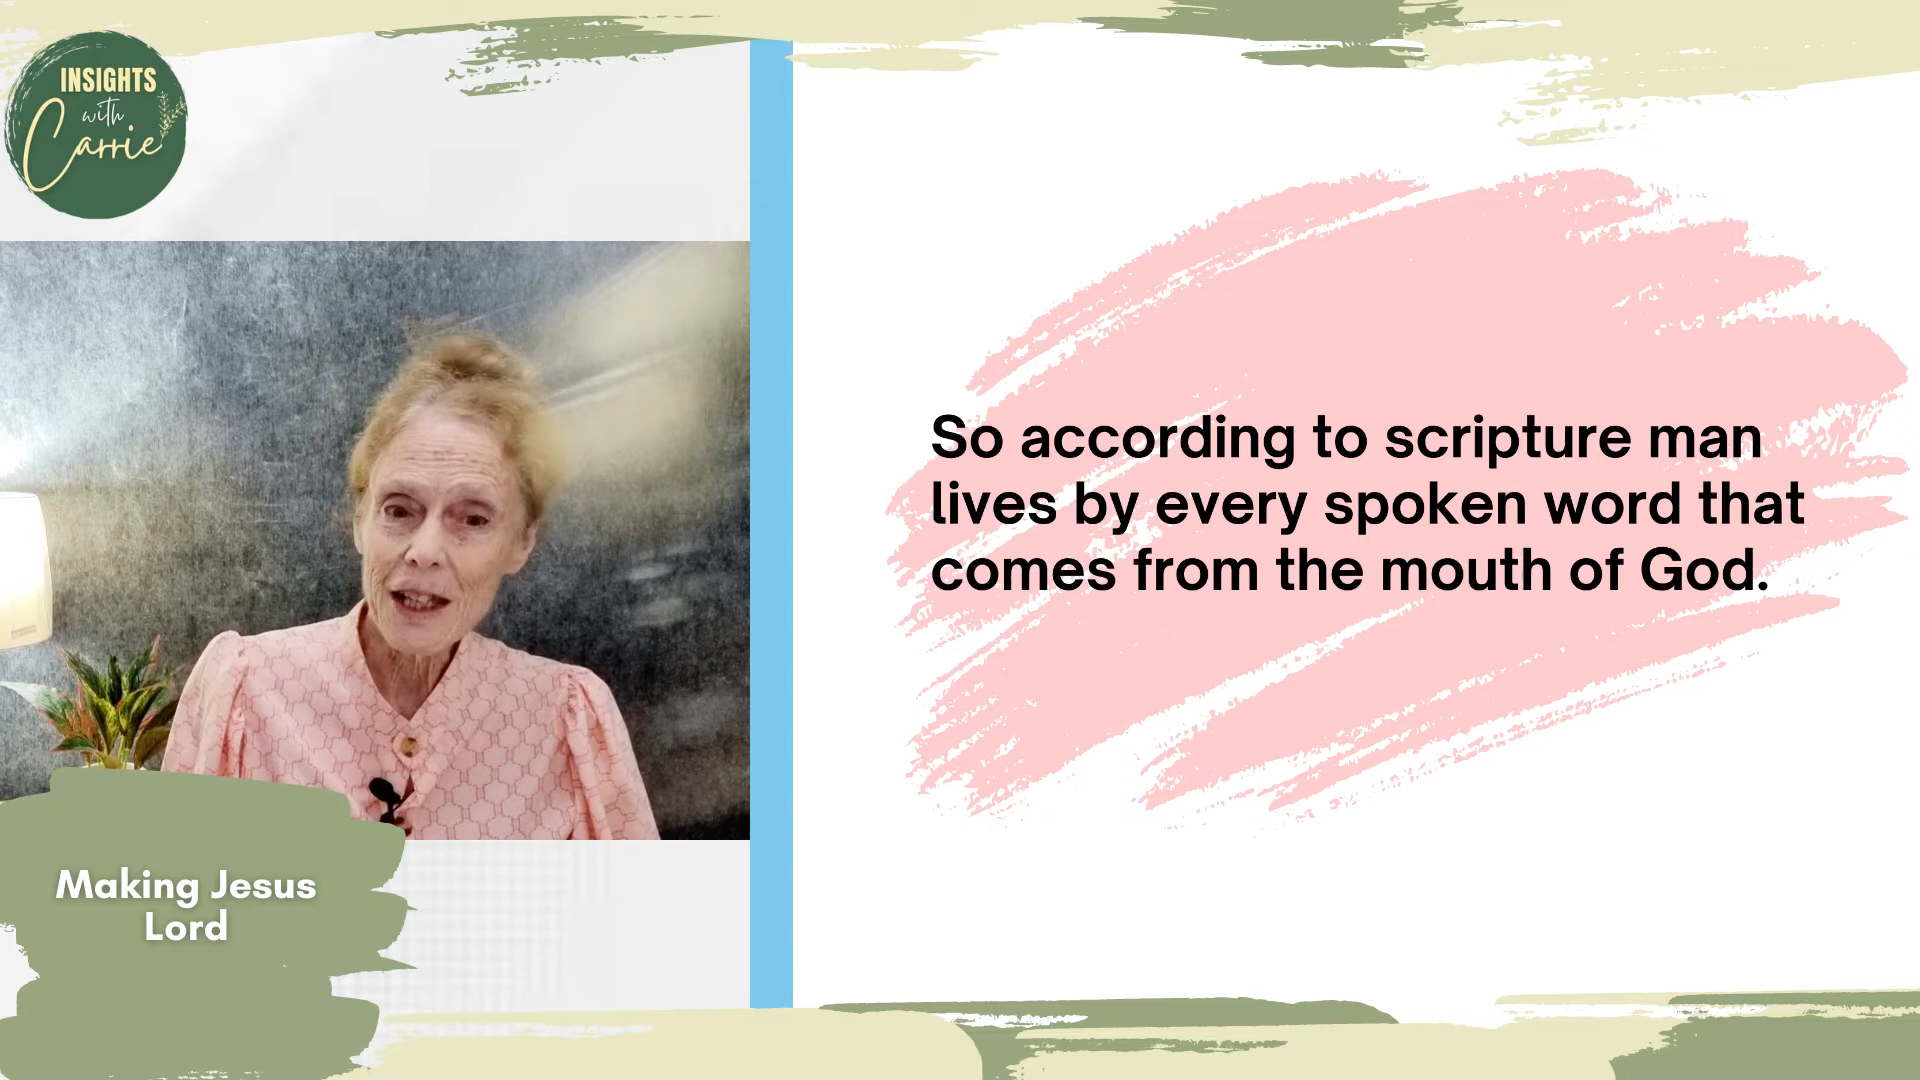 INSIGHTS
with
Carrie
So according to scripture man
lives by every spoken word that
comes from the mouth of God.
Making Jesus
Lord